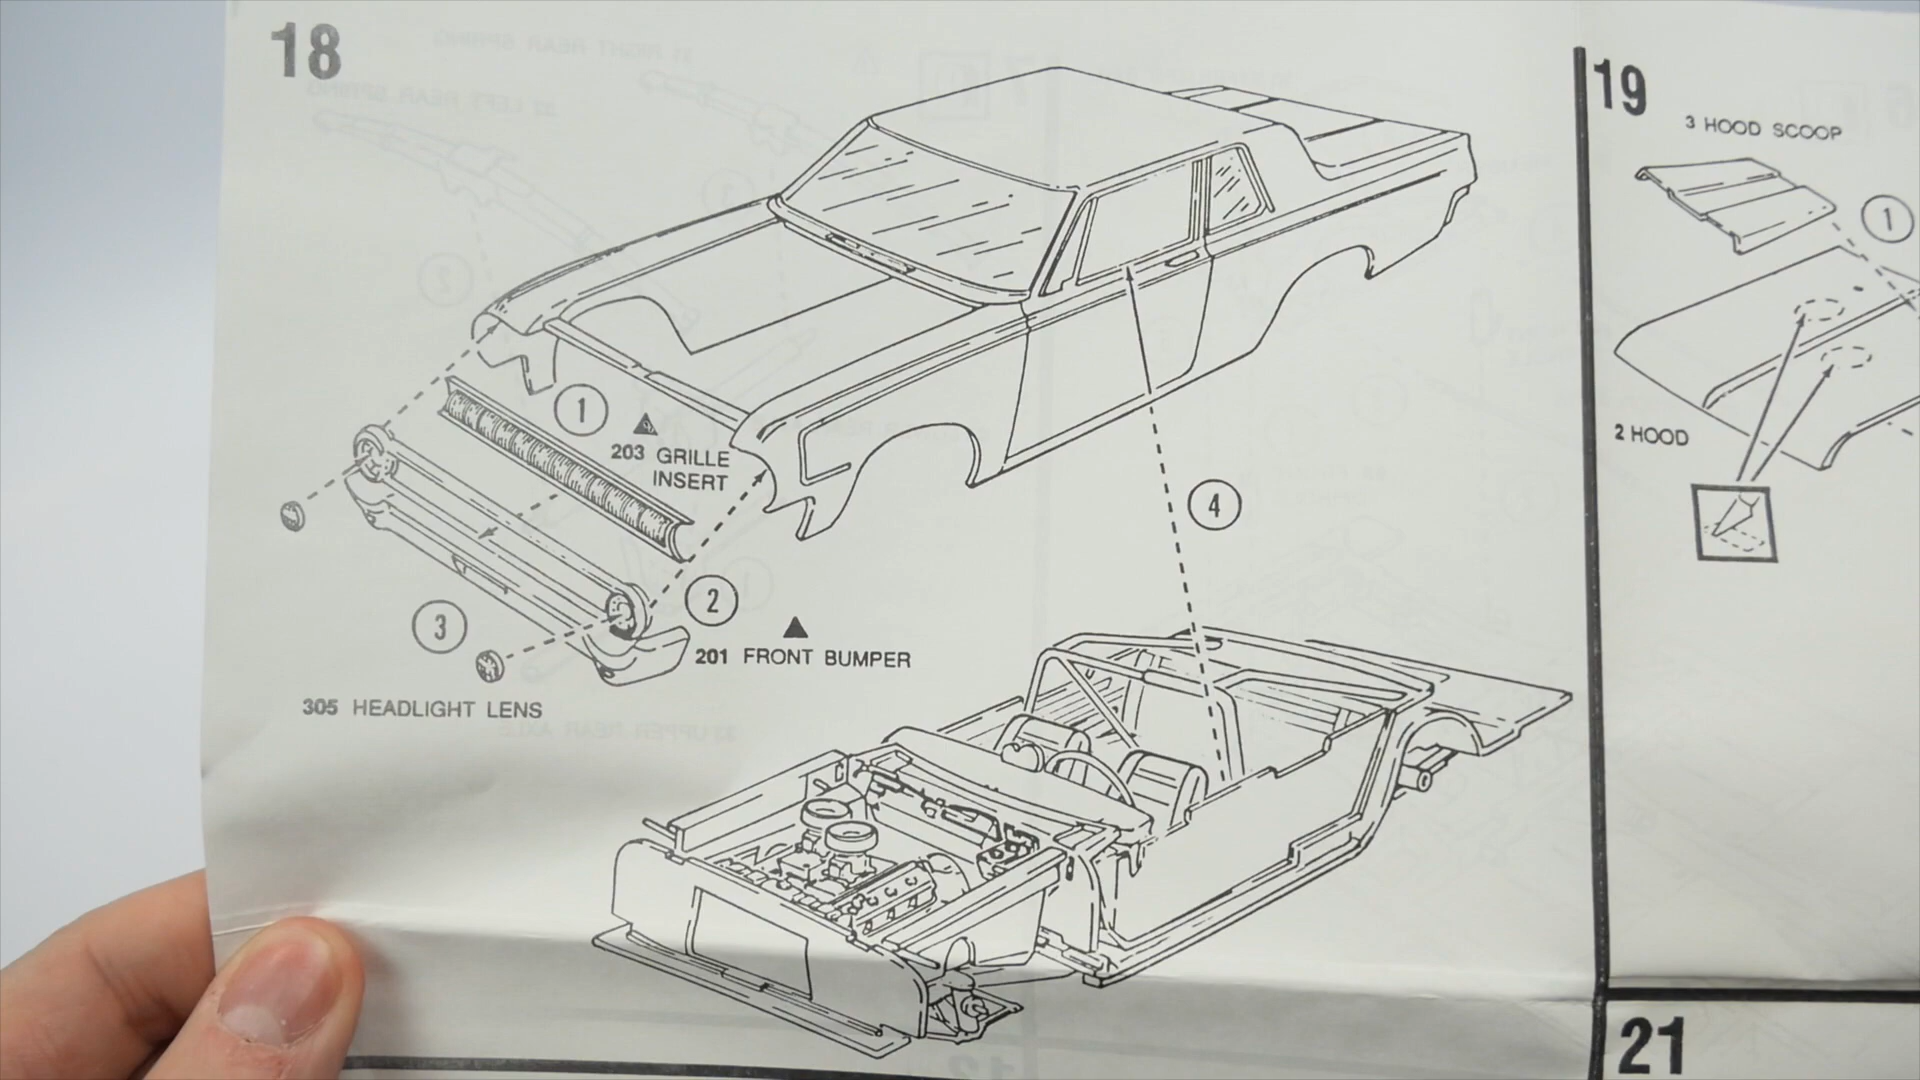 18
1
203 GRILLE
INSERT
2
3
201 FRONT BUMPER
305 HEADLIGHT LENS
4
19
3 HOOD SCOOP
1
2 HOOD
21